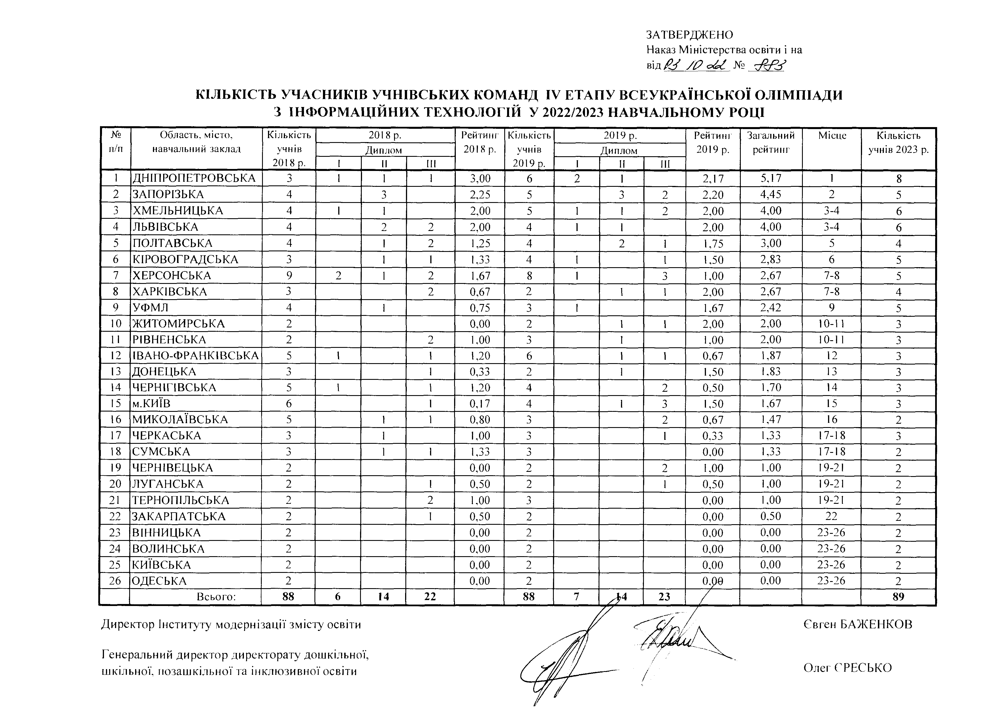 ЗАТВЕРДЖЕНО
Наказ Міністерства освіти і на
від 03 10 22 № 883
КІЛЬКІСТЬ УЧАСНИКІВ УЧНІВСЬКИХ КОМАНД ІV ЕТАПУ ВСЕУКРАЇНСЬКОЇ ОЛІМПІАДИ
З ІНФОРМАЦІЙНИХ ТЕХНОЛОГІЙ У 2022/2023 НАВЧАЛЬНОМУ РОЦІ
№ Область, місто, Кількість 2018 р. Рейтинг Кількість 2019 р. Рейтинг Загальний Місце Кількість
п/п навчальний заклад учнів Диплом 2018 р. учнів Диплом 2019 р. рейтинг учнів 2023 р.
2018 р. І ІІ ІІІ 2019 р. І ІІ ІІІ
1 ДНІПРОПЕТРОВСЬКА 3 1 1 1 3,00 6 2 1 2,17 5,17 1 8
2 ЗАПОРІЗЬКА 4 3 2,25 5 3 2 2,20 4,45 2 5
3 ХМЕЛЬНИЦЬКА 4 1 1 2,00 5 1 1 2 2,00 4,00 3-4 6
4 ЛЬВІВСЬКА 4 2 2 2,00 4 1 1 2,00 4,00 3-4 6
5 ПОЛТАВСЬКА 4 1 2 1,25 4 2 1 1,75 3,00 5 4
6 КІРОВОГРАДСЬКА 3 1 1 1,33 4 1 1 1,50 2,83 6 5
7 ХЕРСОНСЬКА 9 2 1 2 1,67 8 1 3 1,00 2,67 7-8 5
8 ХАРКІВСЬКА 3 2 0,67 2 1 1 2,00 2,67 7-8 4
9 УФМЛ 4 1 0,75 3 1 1,67 2,42 9 5
10 ЖИТОМИРСЬКА 2 0,00 2 1 1 2,00 2,00 10-11 3
11 РІВНЕНСЬКА 2 2 1,00 3 1 1,00 2,00 10-11 3
12 ІВАНО-ФРАНКІВСЬКА 5 1 1 1,20 6 1 1 0,67 1,87 12 3
13 ДОНЕЦЬКА 3 1 0,33 2 1 1,50 1,83 13 3
14 ЧЕРНІГІВСЬКА 5 1 1 1,20 4 2 0,50 1,70 14 3
15 м.КИЇВ 6 1 0,17 4 1 3 1,50 1,67 15 3
16 МИКОЛАЇВСЬКА 5 1 1 0,80 3 2 0,67 1,47 16 2
17 ЧЕРКАСЬКА 3 1 1,00 3 1 0,33 1,33 17-18 3
18 СУМСЬКА 3 1 1 1,33 3 0,00 1,33 17-18 2
19 ЧЕРНІВЕЦЬКА 2 0,00 2 2 1,00 1,00 19-21 2
20 ЛУГАНСЬКА 2 1 0,50 2 1 0,50 1,00 19-21 2
21 ТЕРНОПІЛЬСЬКА 2 2 1,00 3 0,00 1,00 19-21 2
22 ЗАКАРПАТСЬКА 2 1 0,50 2 0,00 0,50 22 2
23 ВІННИЦЬКА 2 0,00 2 0,00 0,00 23-26 2
24 ВОЛИНСЬКА 2 0,00 2 0,00 0,00 23-26 2
25 КИЇВСЬКА 2 0,00 2 0,00 0,00 23-26 2
26 ОДЕСЬКА 2 0,00 2 0,00 0,00 23-26 2
Всього: 88 6 14 22 88 7 14 23 89
Директор Інституту модернізації змісту освіти Євген БАЖЕНКОВ
Генеральний директор директорату дошкільної,
шкільної, позашкільної та інклюзивної освіти Олег ЄРЕСЬКО